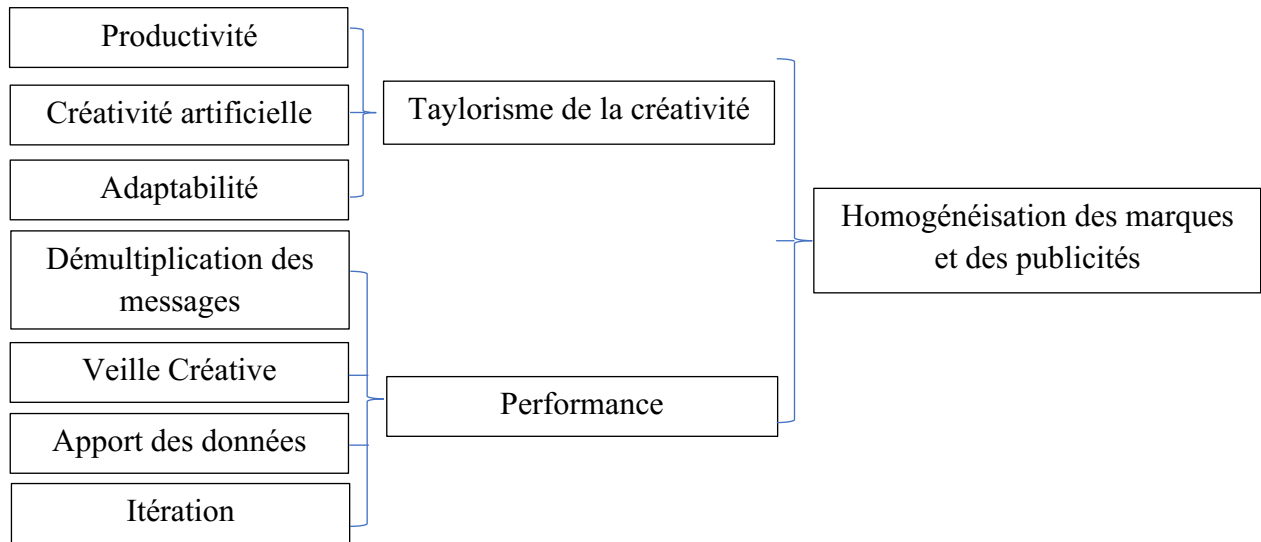 Productivité
Créativité artificielle
Adaptabilité
Démultiplication des
messages
Veille Créative
Apport des données
Itération
Taylorisme de la créativité
Performance
Homogénéisation des marques
et des publicités